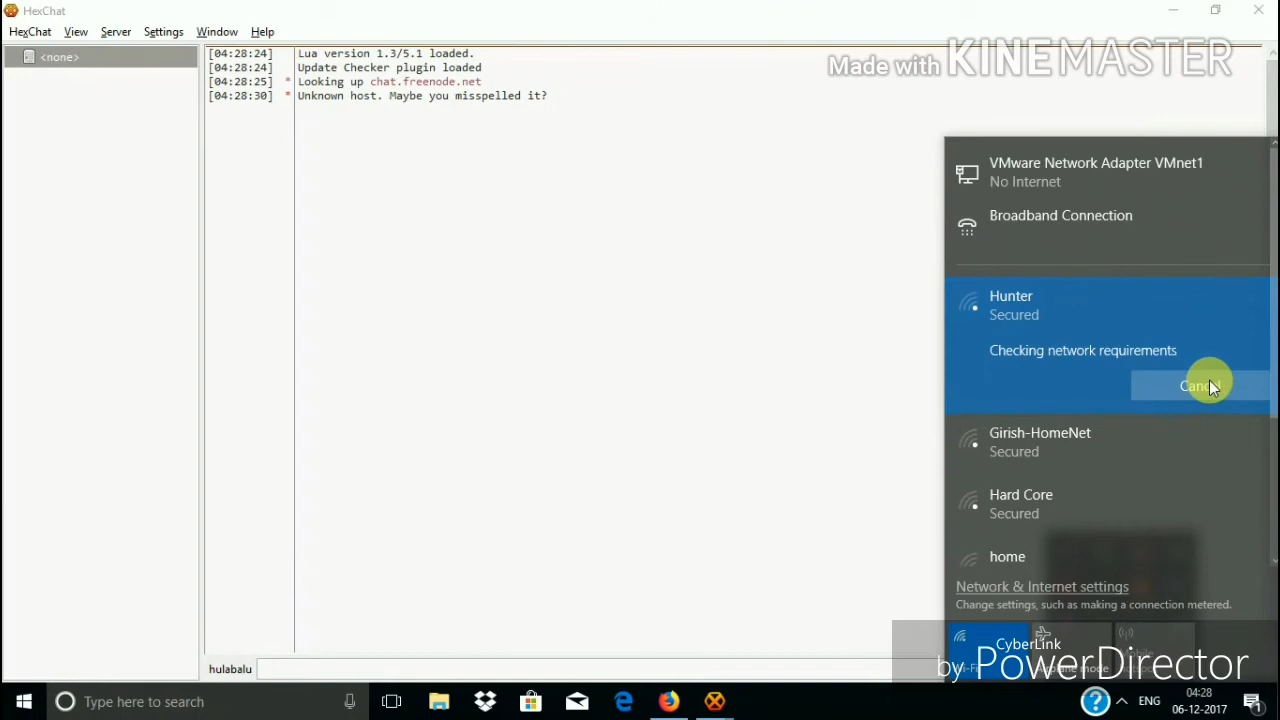 HexChat
HexChat View Server Settings Window Help
<none>
[04:28:24] Lua version 1.3/5.1 loaded.
[04:28:24] Update Checker plugin loaded
[04:28:25] * Looking up chat.freenode.net
[04:28:30] * Unknown host. Maybe you misspelled it?
Made with KINEMASTER
VMware Network Adapter VMnet1
No Internet
Broadband Connection
Hunter
Secured
Checking network requirements
Cancel
Girish-HomeNet
Secured
Hard Core
Secured
home
Network & Internet settings
Change settings, such as making a connection metered.
CyberLink
by PowerDirector
hulabalu
Type here to search
ENG
04:28
06-12-2017